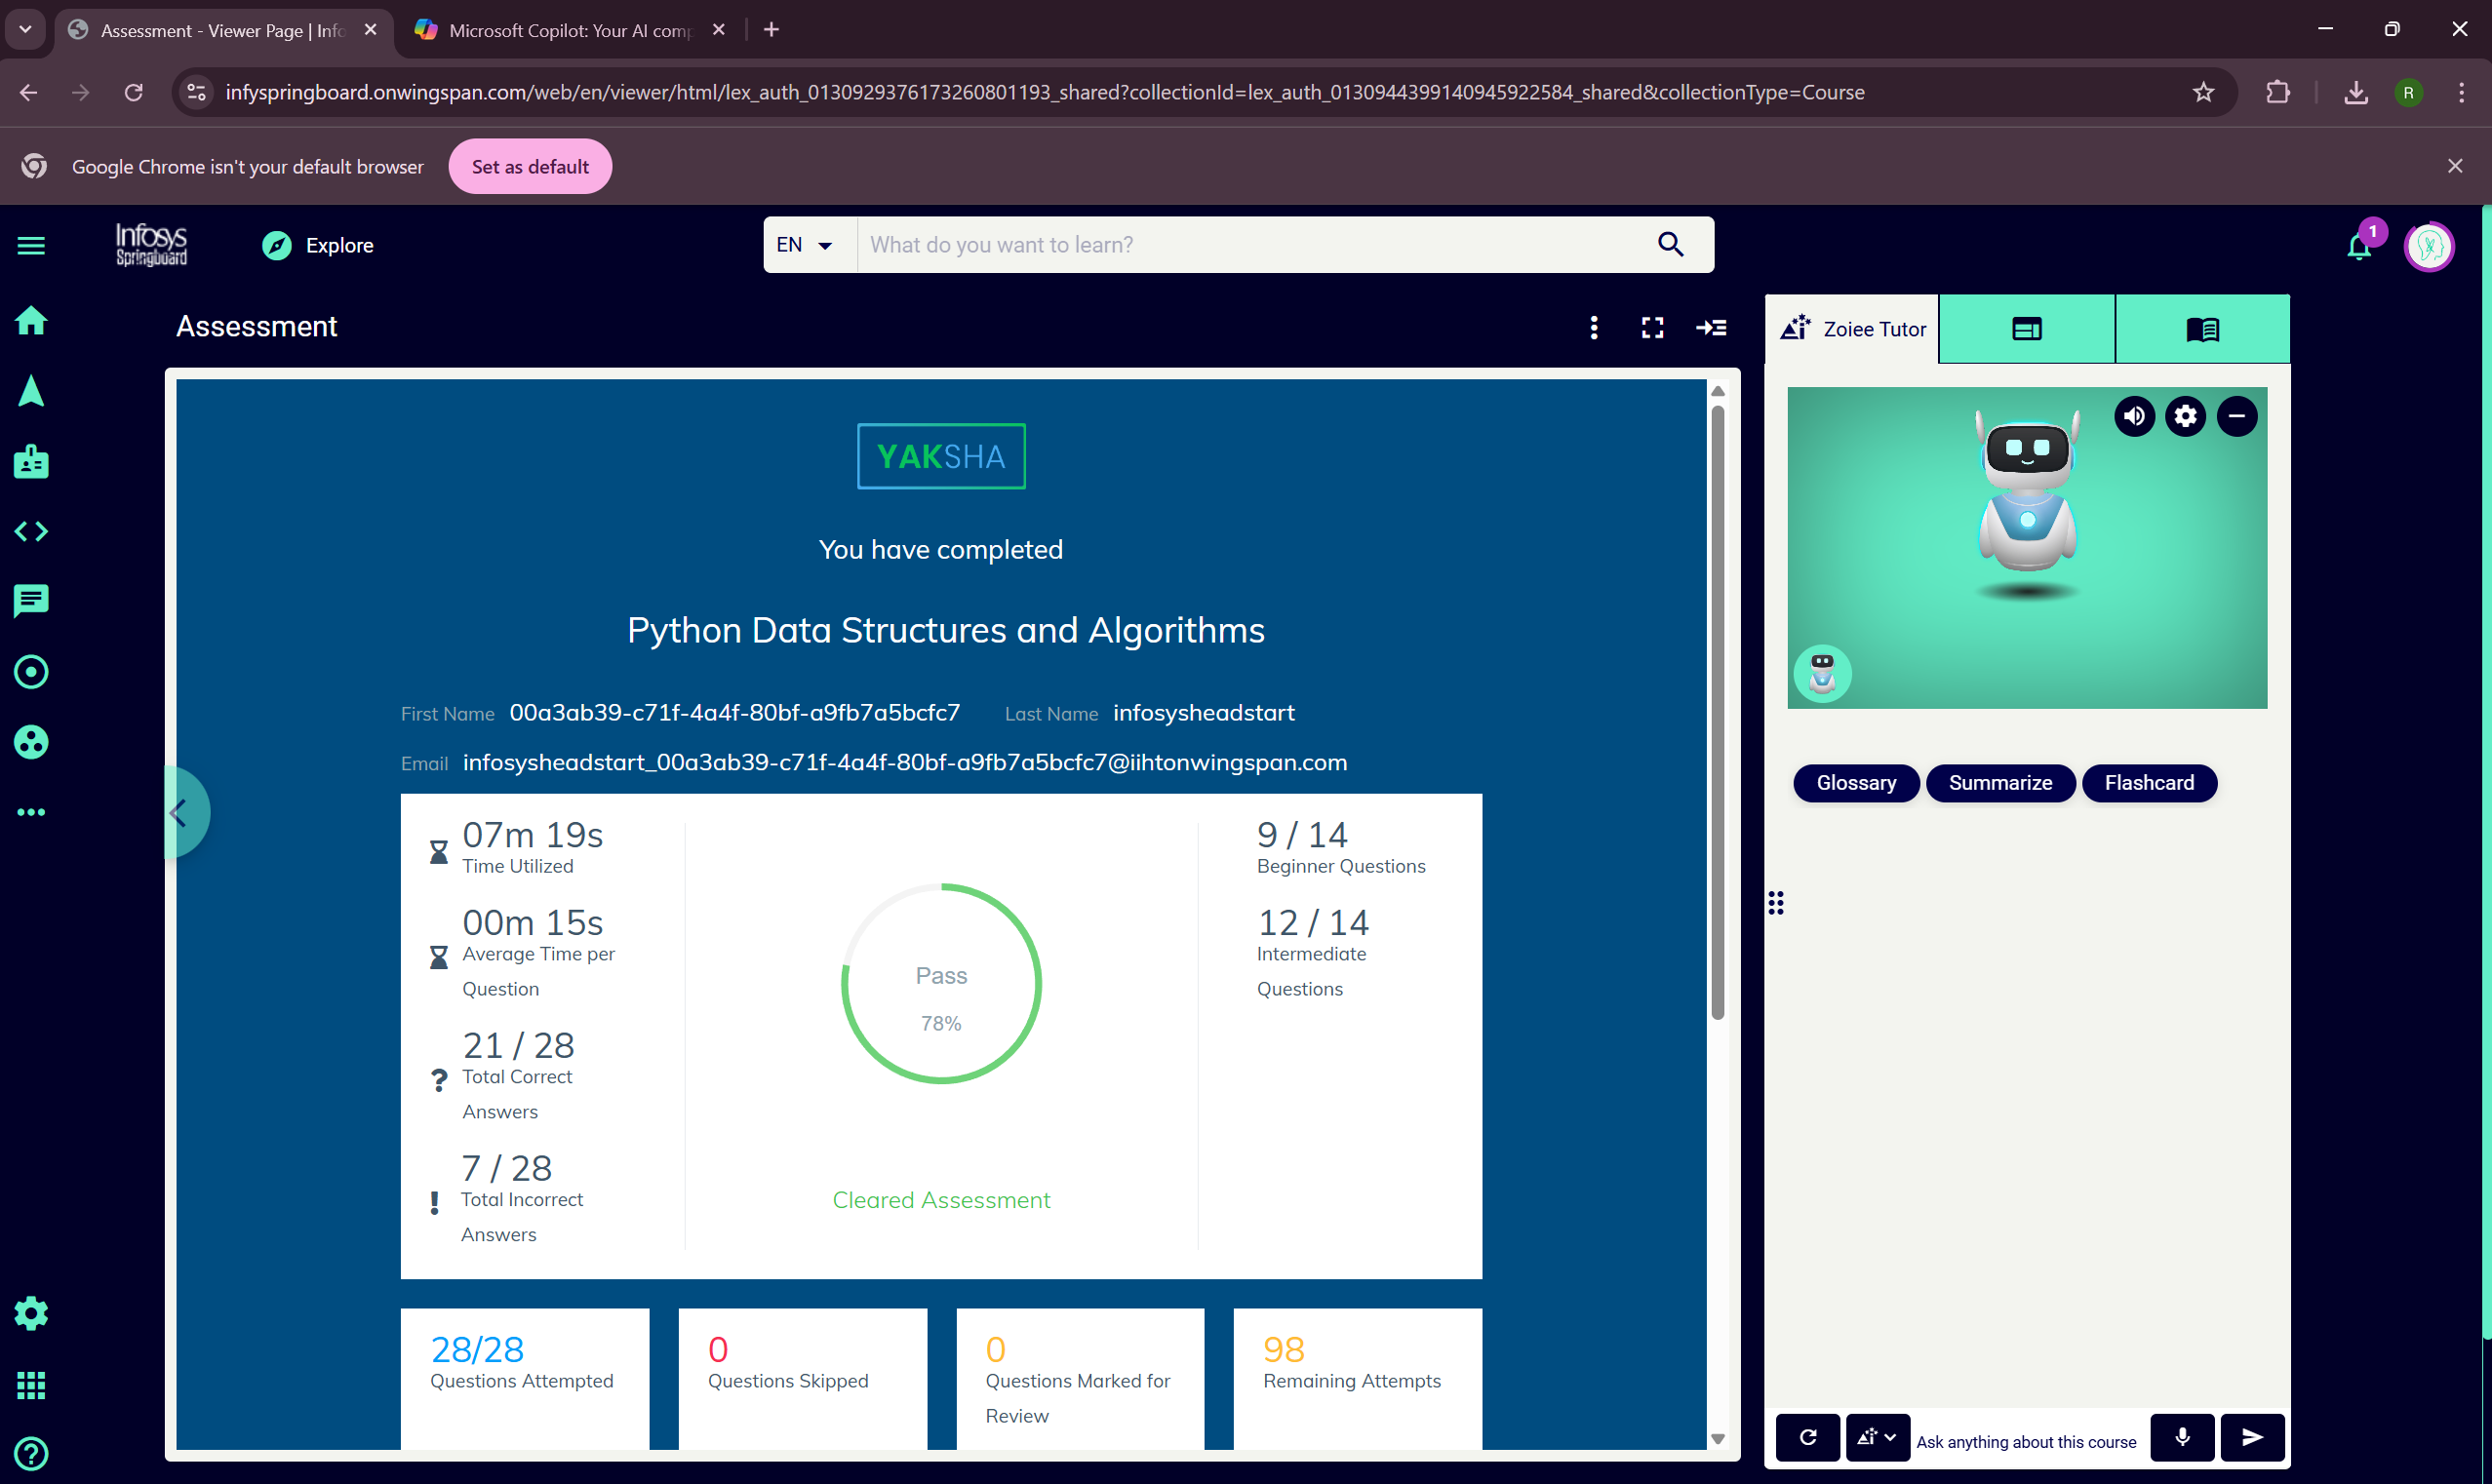 Assessment - Viewer Page | Info
Microsoft Copilot: Your AI comp
infyspringboard.onwingspan.com/web/en/viewer/html/lex_auth_0130929376173260801193_shared?collectionId=lex_auth_0130944399140945922584_shared&collectionType=Course
R
Google Chrome isn't your default browser
Set as default
Infosys
Springboard
Explore
EN
What do you want to learn?
1
Assessment
Zoiee Tutor
YAKSHA
You have completed
Python Data Structures and Algorithms
First Name 00a3ab39-c71f-4a4f-80bf-a9fb7a5bcfc7 Last Name infosysheadstart
Email infosysheadstart_00a3ab39-c71f-4a4f-80bf-a9fb7a5bcfc7@iihtonwingspan.com
07m 19s
Time Utilized
00m 15s
Average Time per
Question
21 / 28
Total Correct
Answers
7 / 28
Total Incorrect
Answers
Pass
78%
Cleared Assessment
9 / 14
Beginner Questions
12 / 14
Intermediate
Questions
28/28
Questions Attempted
0
Questions Skipped
0
Questions Marked for
Review
98
Remaining Attempts
Glossary
Summarize
Flashcard
Ask anything about this course